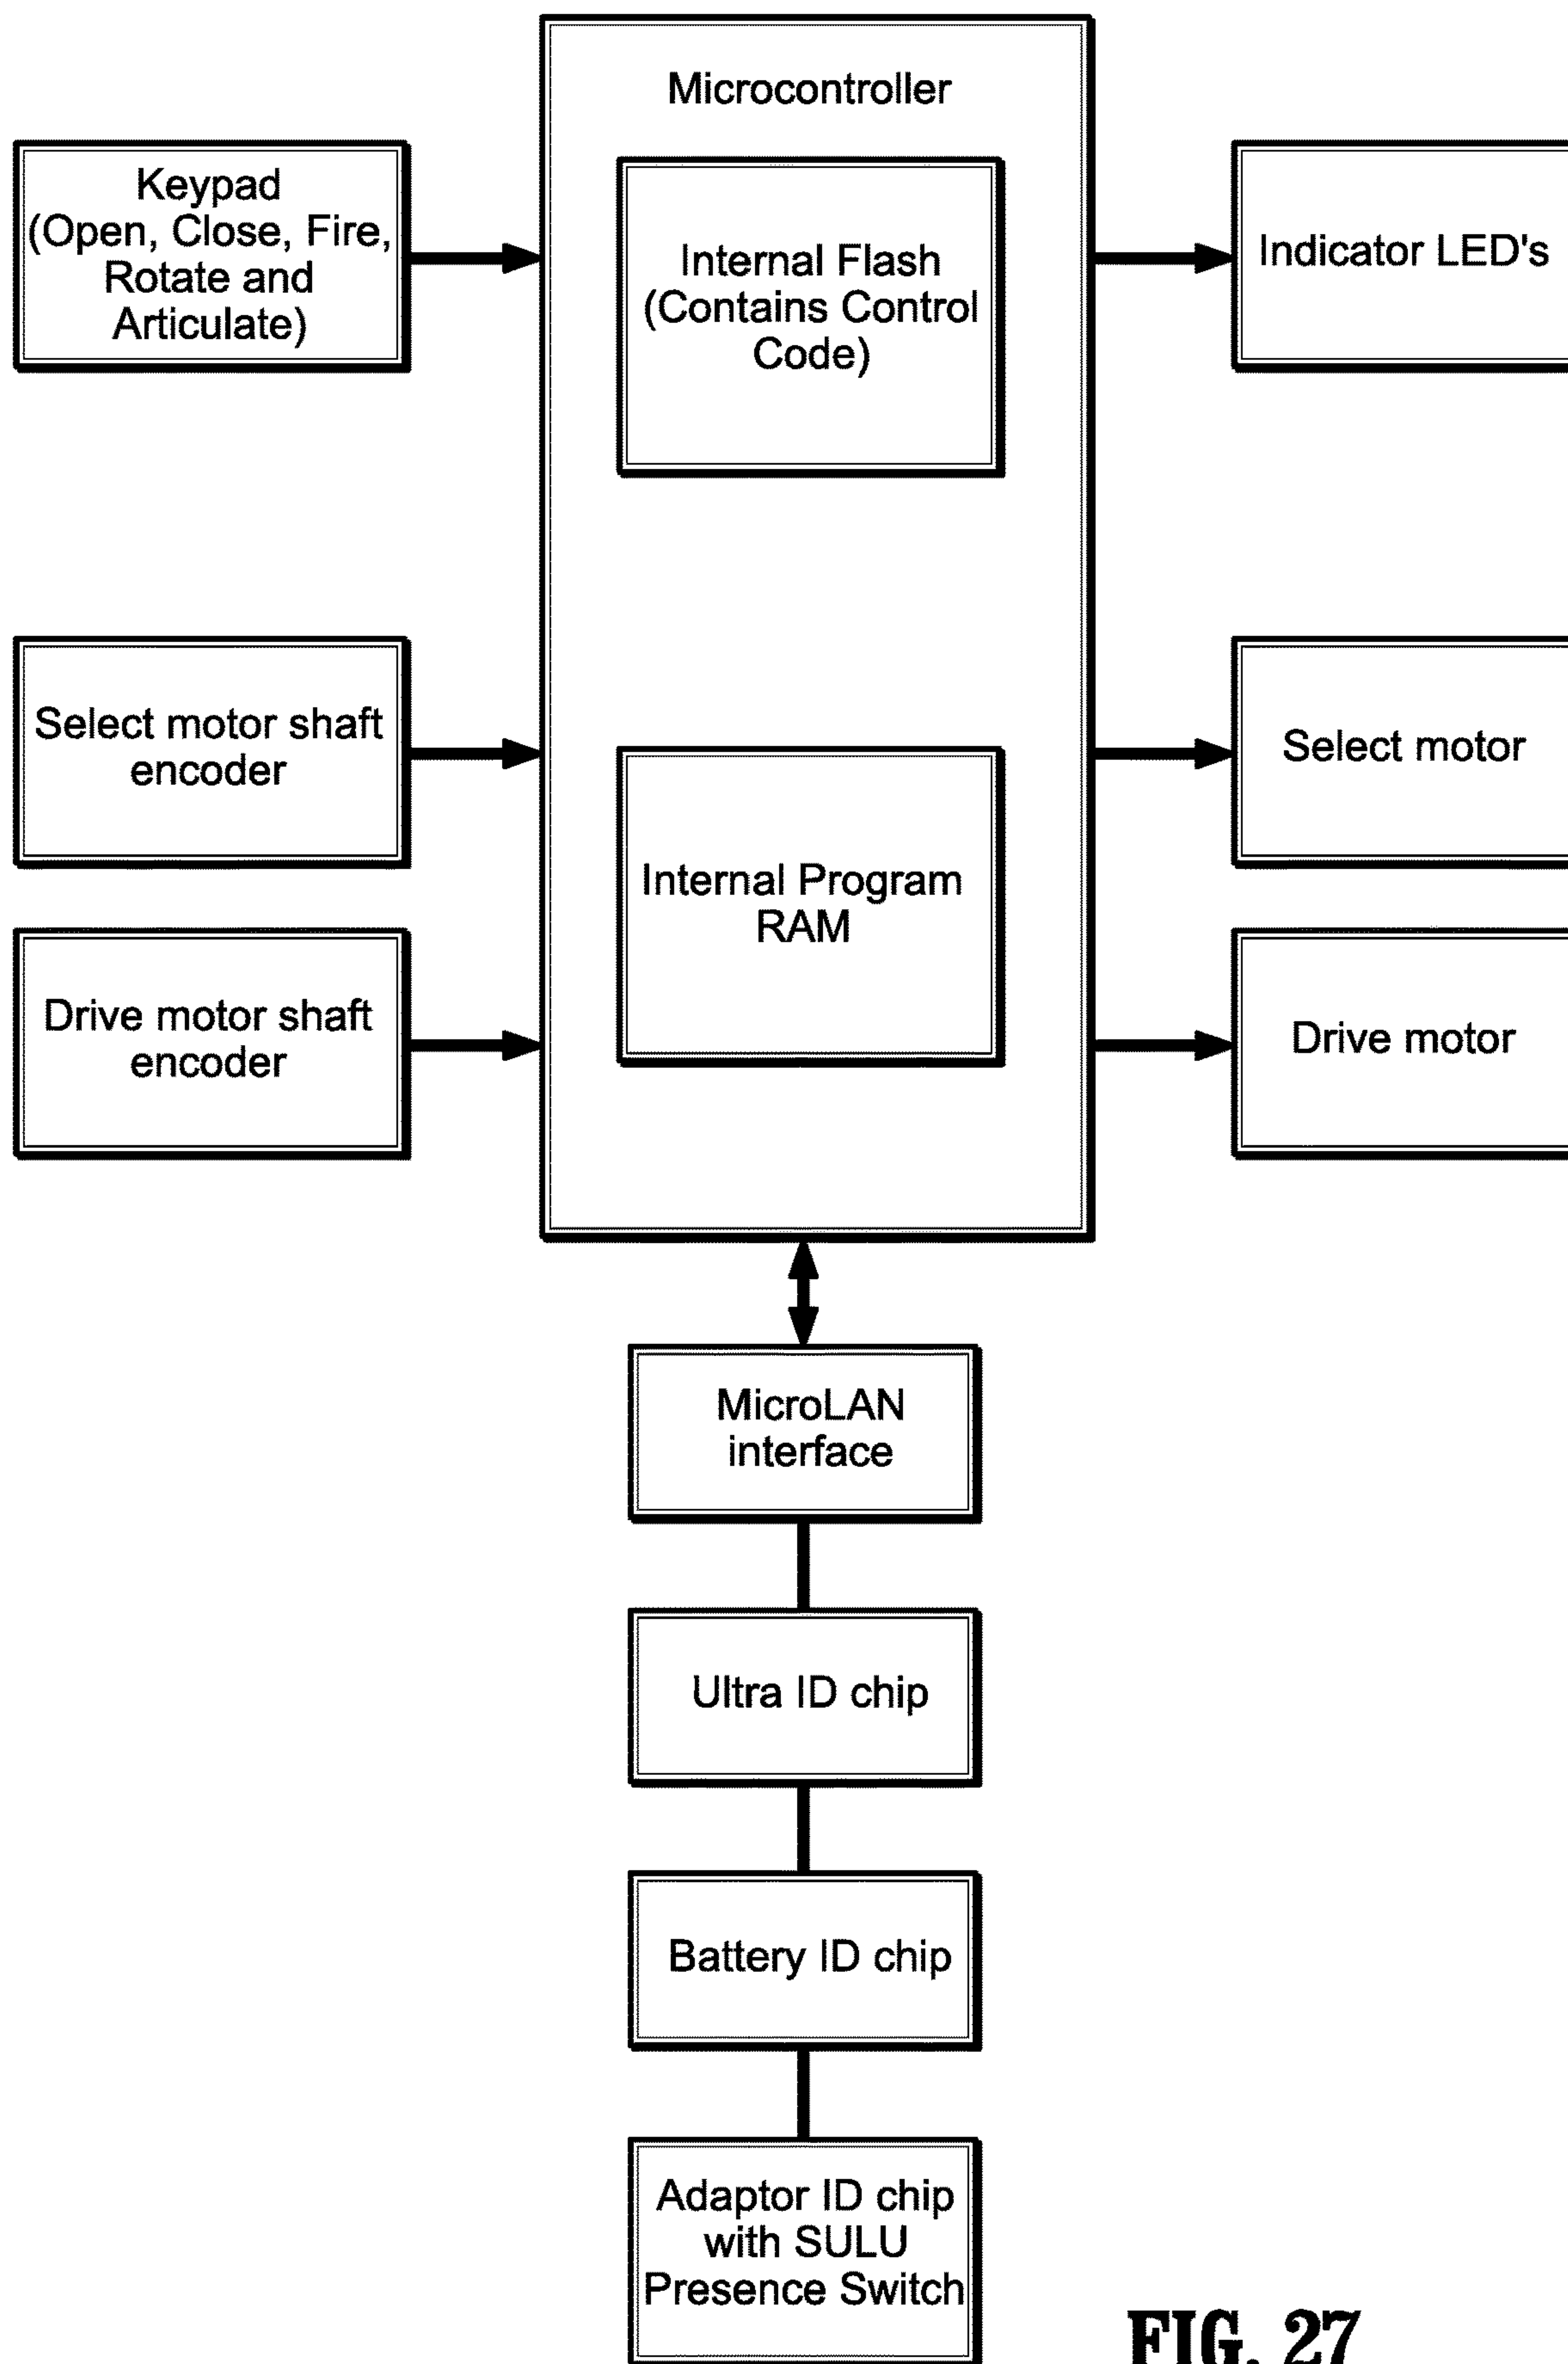 Microcontroller
Keypad
(Open, Close, Fire,
Rotate and
Articulate)
Internal Flash
(Contains Control
Code)
Indicator LED's
Select motor shaft
encoder
Select motor
Internal Program
RAM
Drive motor shaft
encoder
Drive motor
MicroLAN
interface
Ultra ID chip
Battery ID chip
Adaptor ID chip
with SULU
Presence Switch
FIG. 27